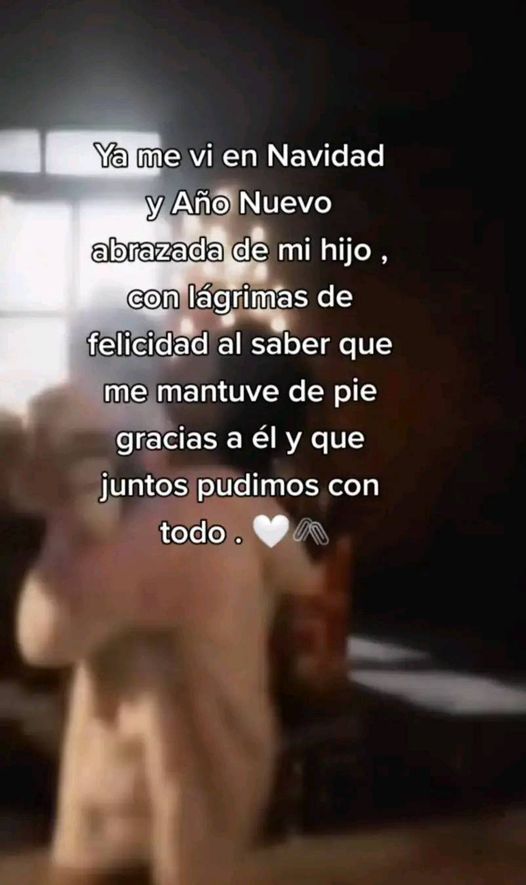 Ya me vi en Navidad
y Año Nuevo
abrazada de mi hijo ,
con lágrimas de
felicidad al saber que
me mantuve de pie
gracias a él y que
juntos pudimos con
todo . 🤍🖇